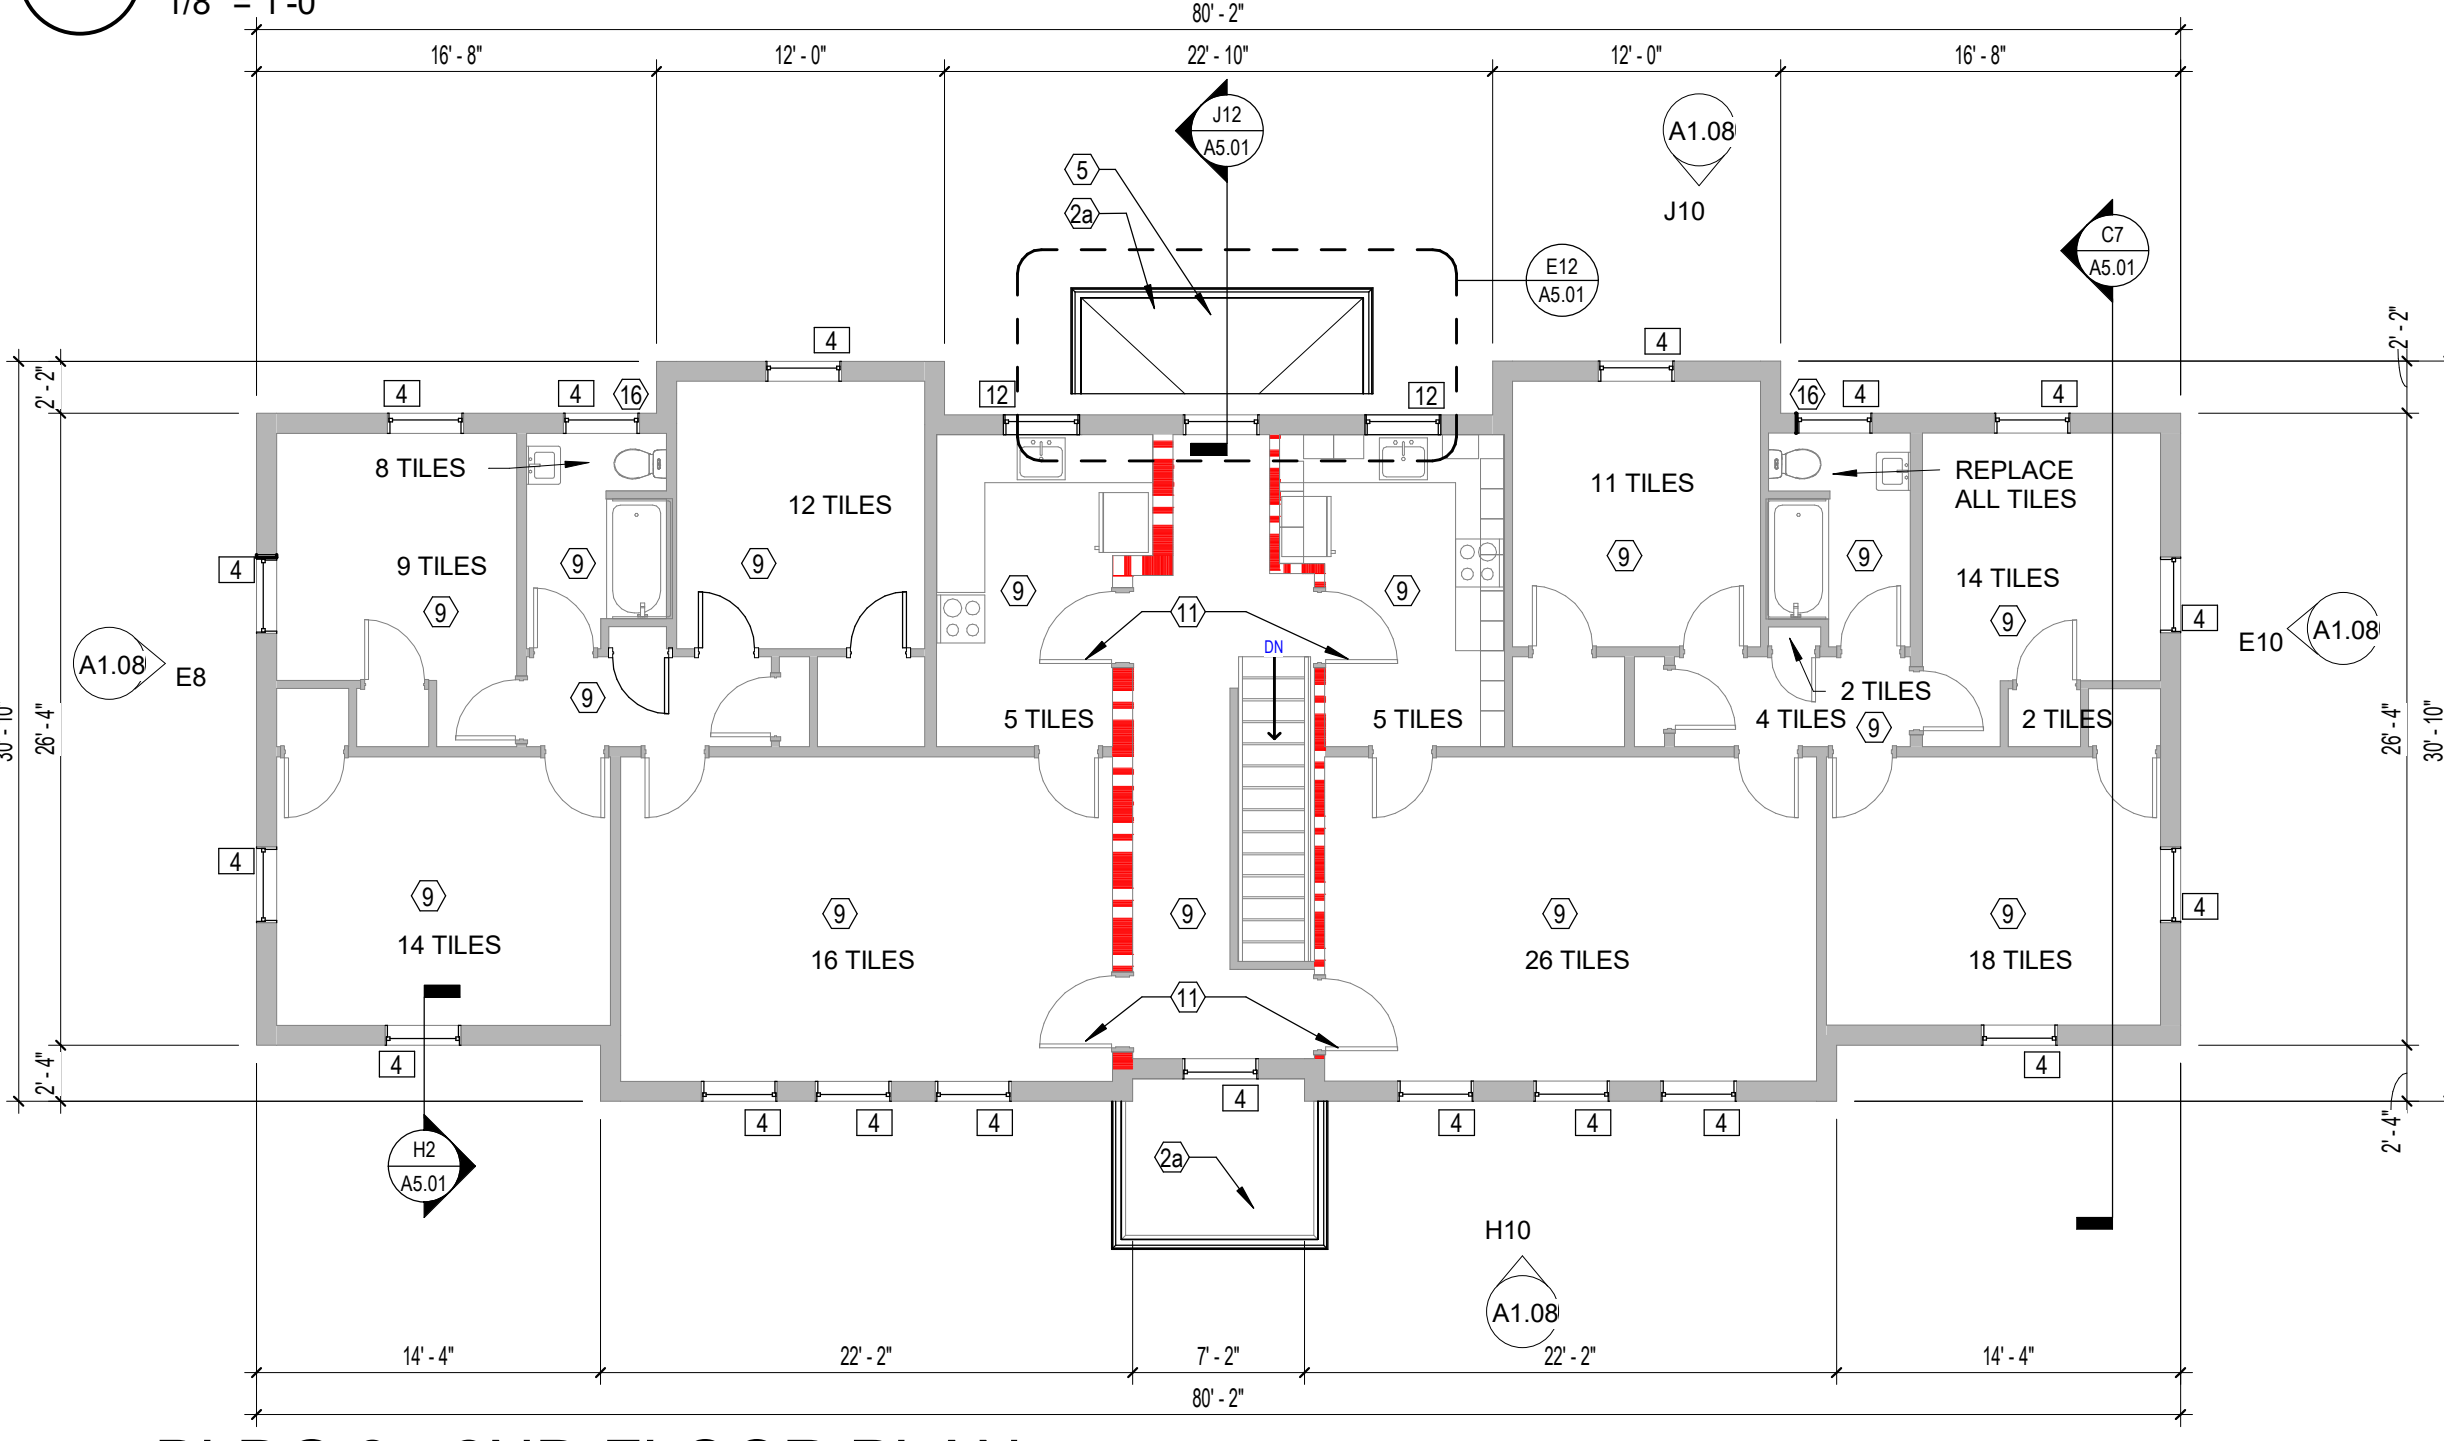 1/8" = 1'-0"
80' - 2"
16' - 8"
12' - 0"
22' - 10"
12' - 0"
16' - 8"
J12
A5.01
A1.08
J10
5
2a
C7
A5.01
E12
A5.01
2' - 2"
2' - 2"
4
4
4
4
16
12
12
16
4
4
8 TILES
12 TILES
11 TILES
REPLACE
ALL TILES
9 TILES
14 TILES
4
9
9
9
9
9
9
9
9
9
4
11
A1.08
E8
DN
E10
A1.08
9
2 TILES
5 TILES
5 TILES
4 TILES
9
2 TILES
30' - 10"
26' - 4"
26' - 4"
30' - 10"
4
9
9
9
9
9
4
14 TILES
16 TILES
26 TILES
18 TILES
11
2' - 4"
4
4
4
4
4
4
4
4
4
2' - 4"
H2
A5.01
2a
H10
A1.08
14' - 4"
22' - 2"
7' - 2"
22' - 2"
14' - 4"
80' - 2"